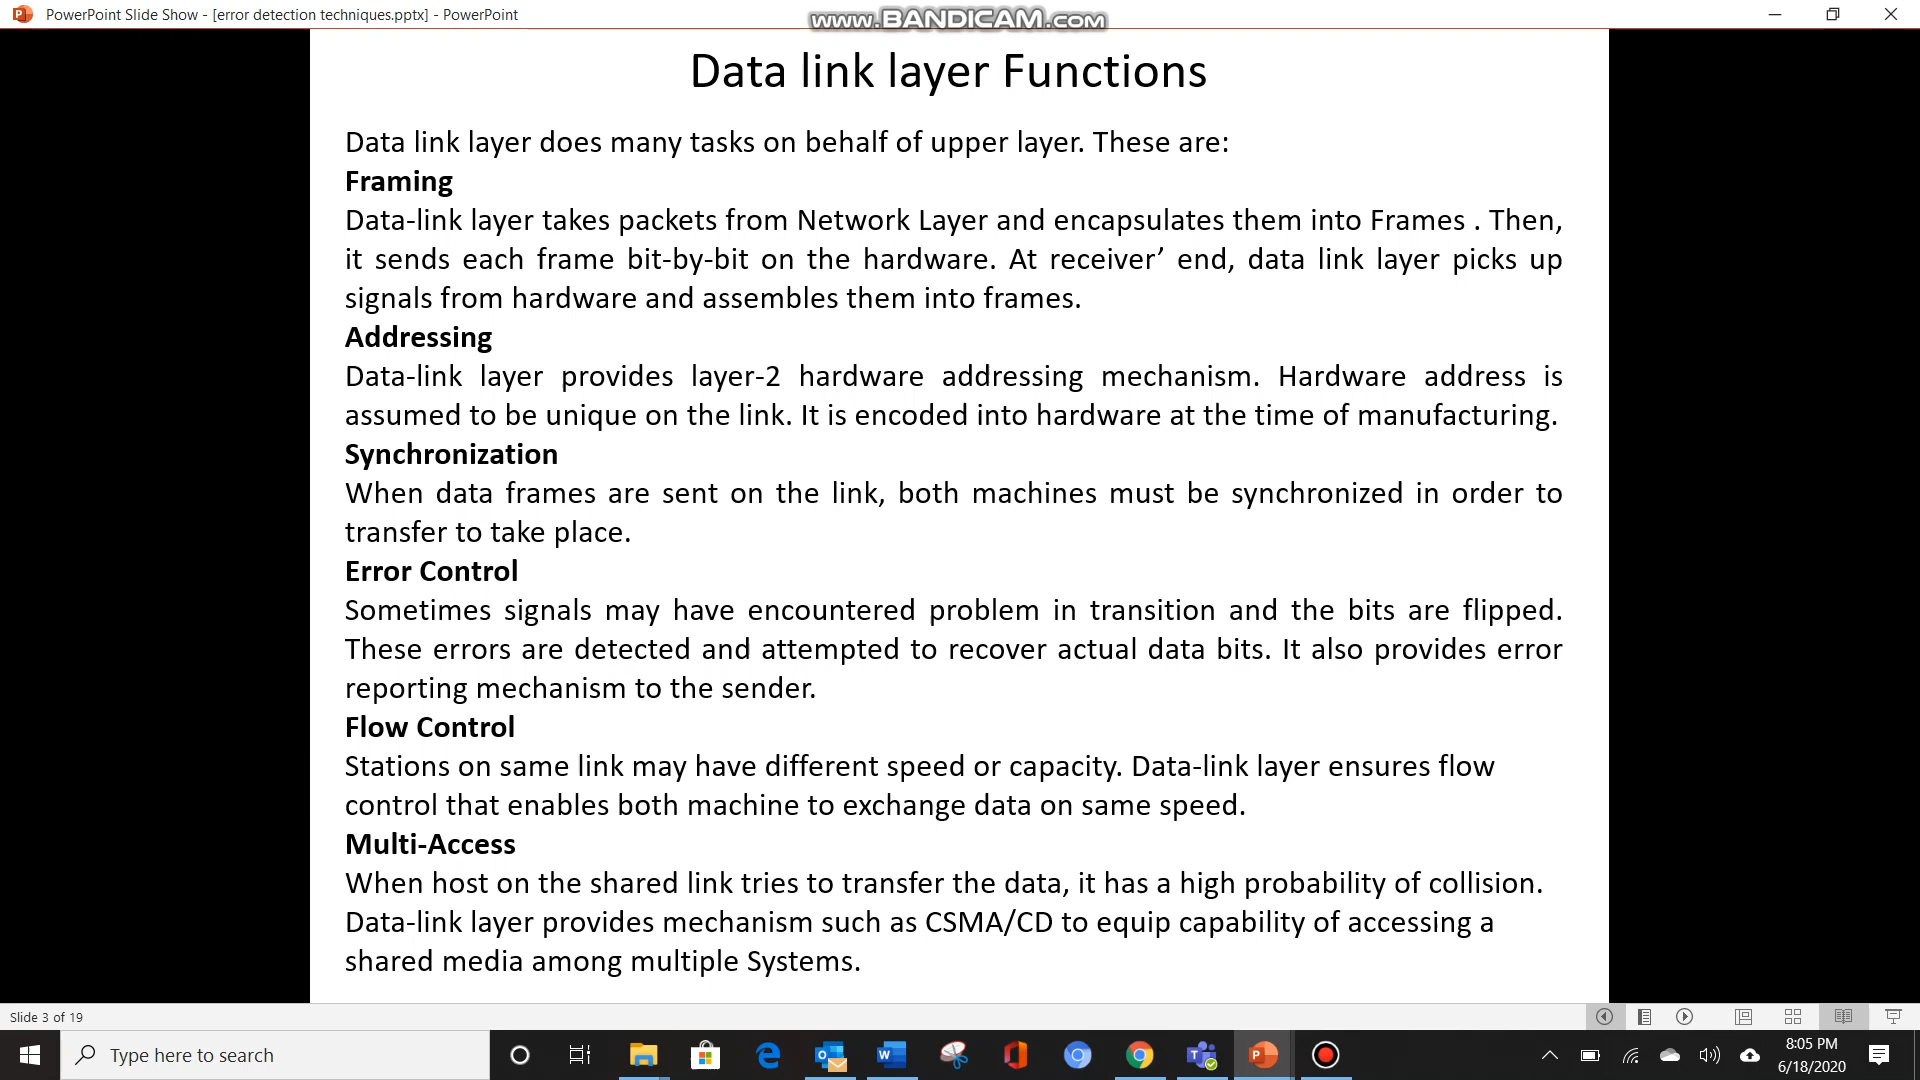 PowerPoint Slide Show - [error detection techniques.pptx] - PowerPoint
www.BANDICAM.com
Data link layer Functions
Data link layer does many tasks on behalf of upper layer. These are:
Framing
Data-link layer takes packets from Network Layer and encapsulates them into Frames . Then,
it sends each frame bit-by-bit on the hardware. At receiver’ end, data link layer picks up
signals from hardware and assembles them into frames.
Addressing
Data-link layer provides layer-2 hardware addressing mechanism. Hardware address is
assumed to be unique on the link. It is encoded into hardware at the time of manufacturing.
Synchronization
When data frames are sent on the link, both machines must be synchronized in order to
transfer to take place.
Error Control
Sometimes signals may have encountered problem in transition and the bits are flipped.
These errors are detected and attempted to recover actual data bits. It also provides error
reporting mechanism to the sender.
Flow Control
Stations on same link may have different speed or capacity. Data-link layer ensures flow
control that enables both machine to exchange data on same speed.
Multi-Access
When host on the shared link tries to transfer the data, it has a high probability of collision.
Data-link layer provides mechanism such as CSMA/CD to equip capability of accessing a
shared media among multiple Systems.
Slide 3 of 19
Type here to search
8:05 PM
6/18/2020